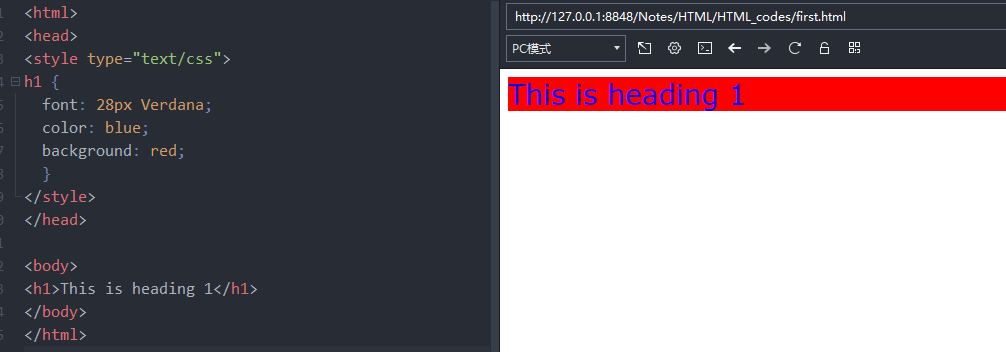 <html>
<head>
<style type="text/css">
h1 {
  font: 28px Verdana;
  color: blue;
  background: red;
  }
</style>
</head>

<body>
<h1>This is heading 1</h1>
</body>
</html>
http://127.0.0.1:8848/Notes/HTML/HTML_codes/first.html
PC模式
This is heading 1